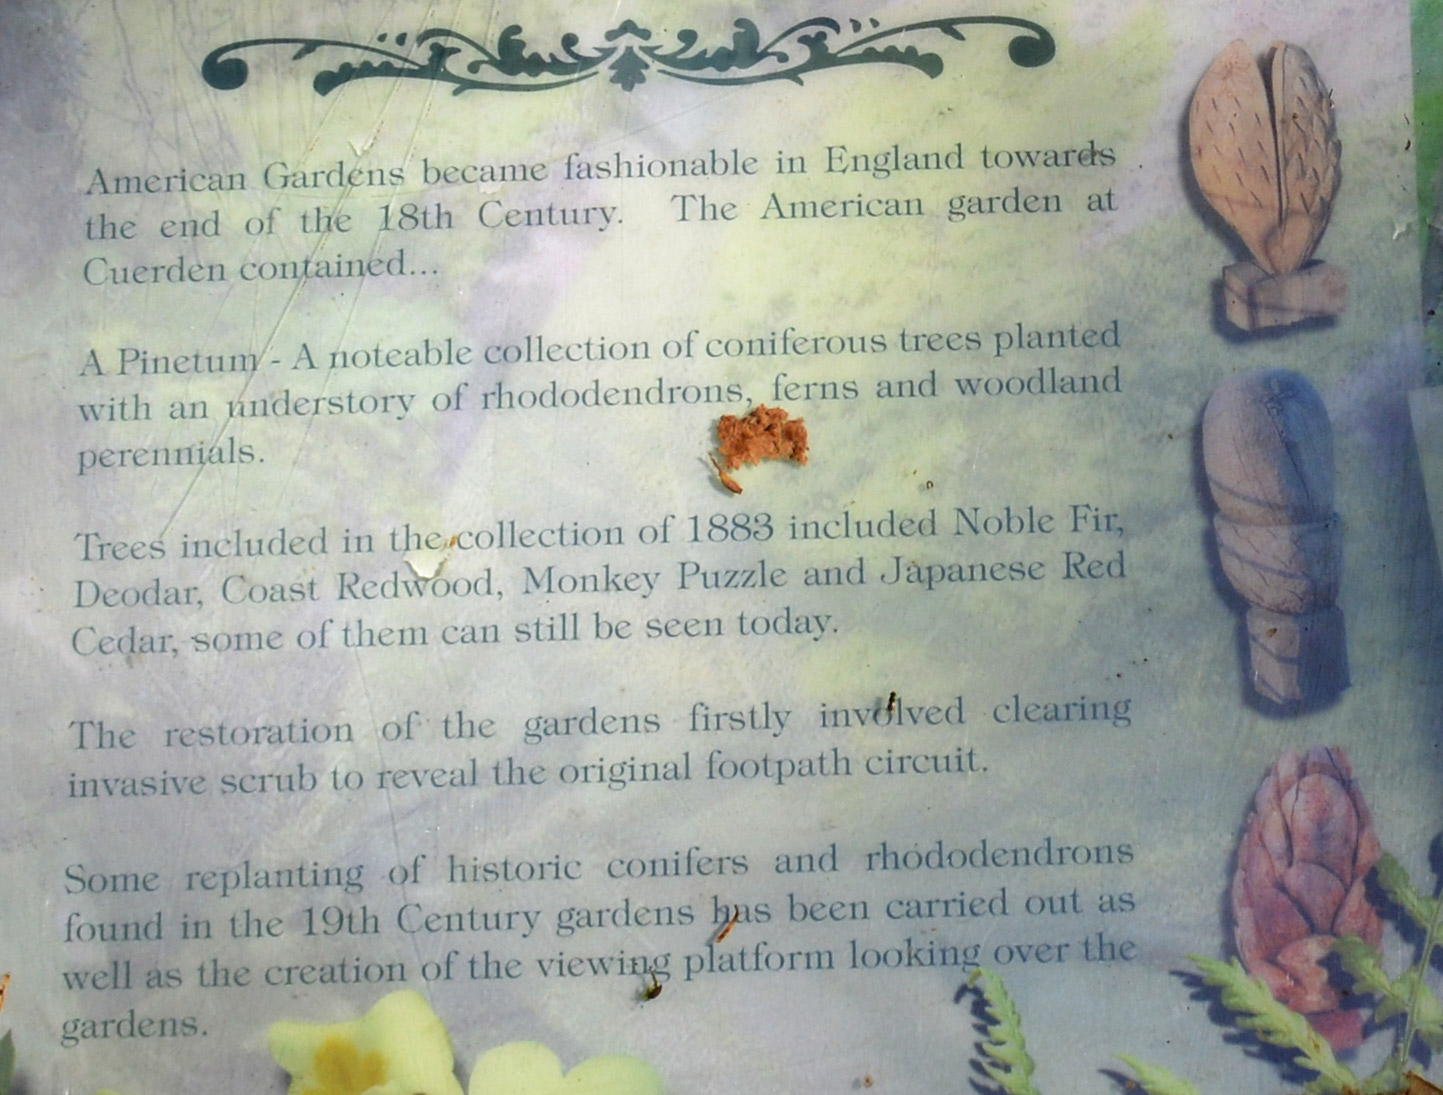 American Gardens became fashionable in England towards
the end of the 18th Century. The American garden at
Cuerden contained...
A Pinetum - A noteable collection of coniferous trees planted
with an understory of rhododendrons, ferns and woodland
perennials.
Trees included in the collection of 1883 included Noble Fir,
Deodar, Coast Redwood, Monkey Puzzle and Japanese Red
Cedar, some of them can still be seen today.
The restoration of the gardens firstly involved clearing
invasive scrub to reveal the original footpath circuit.
Some replanting of historic conifers and rhododendrons
found in the 19th Century gardens has been carried out as
well as the creation of the viewing platform looking over the
gardens.